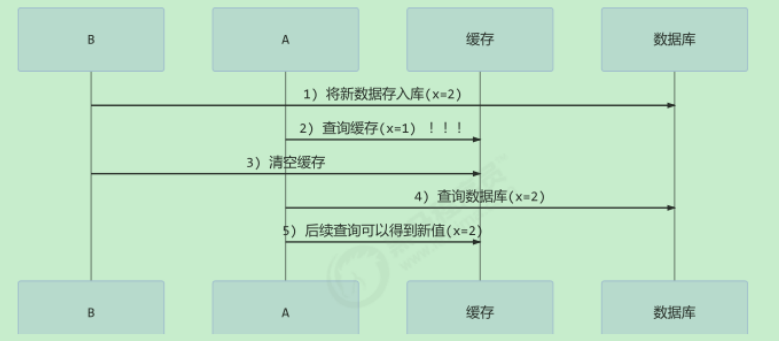 B A 缓存 数据库
1) 将新数据存入库(x=2)
2) 查询缓存(x=1) ！！！
3) 清空缓存
4) 查询数据库(x=2)
5) 后续查询可以得到新值(x=2)
B A 缓存 数据库